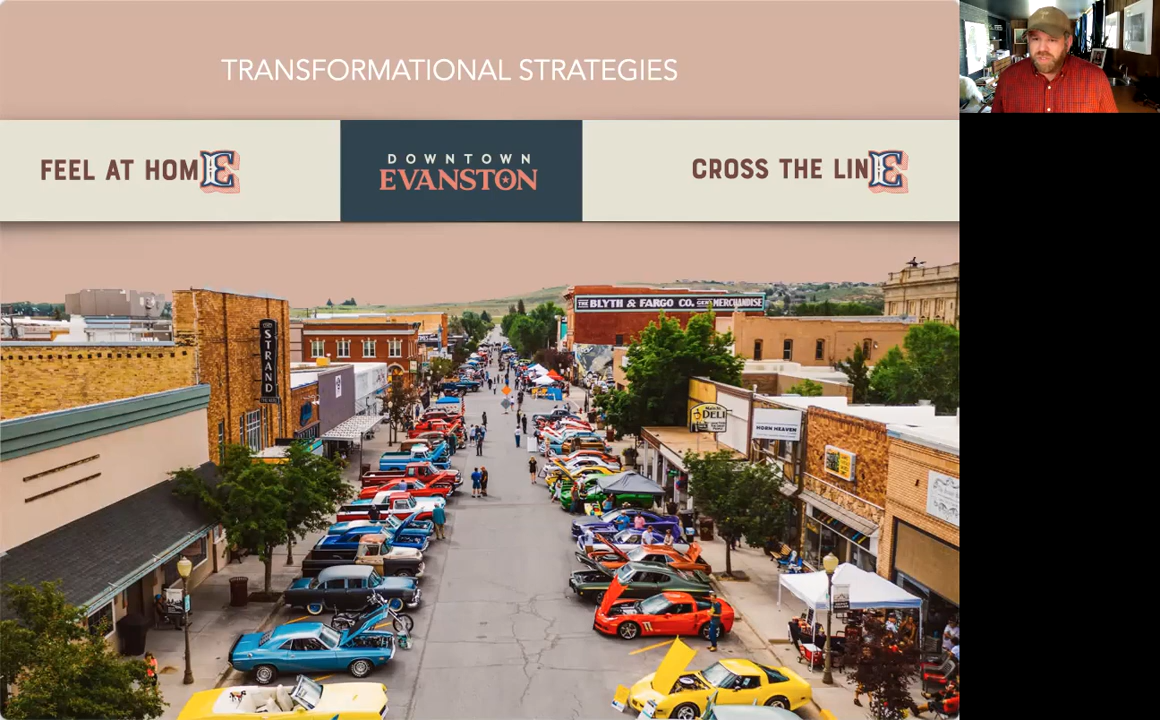 TRANSFORMATIONAL STRATEGIES
FEEL AT HOME
DOWNTOWN
EVANSTON
CROSS THE LINE
THE BLYTH & FARGO CO. GEN'L MERCHANDISE
STRAND
DELI
HORN HEAVEN